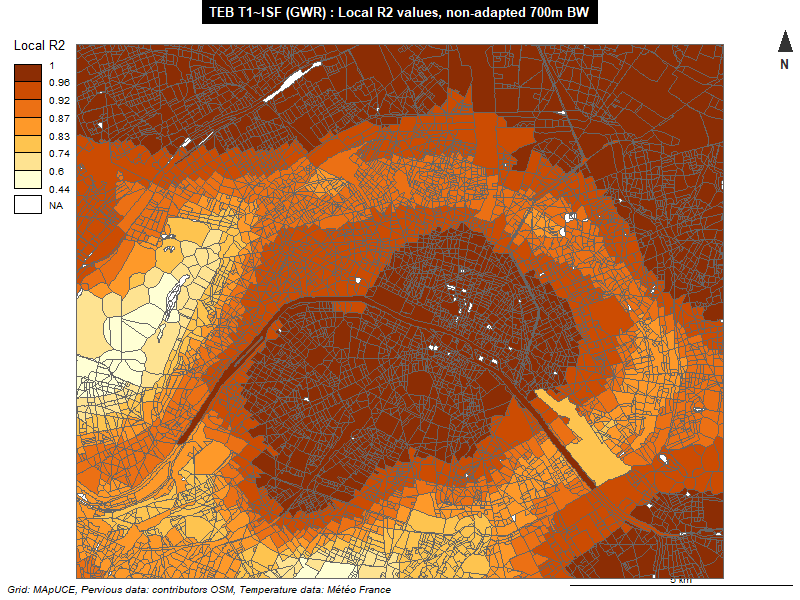 TEB T1~ISF (GWR) : Local R2 values, non-adapted 700m BW
Local R2
1
0.96
0.92
0.87
0.83
0.74
0.6
0.44
NA
N
5 km
Grid: MApUCE, Pervious data: contributors OSM, Temperature data: Météo France